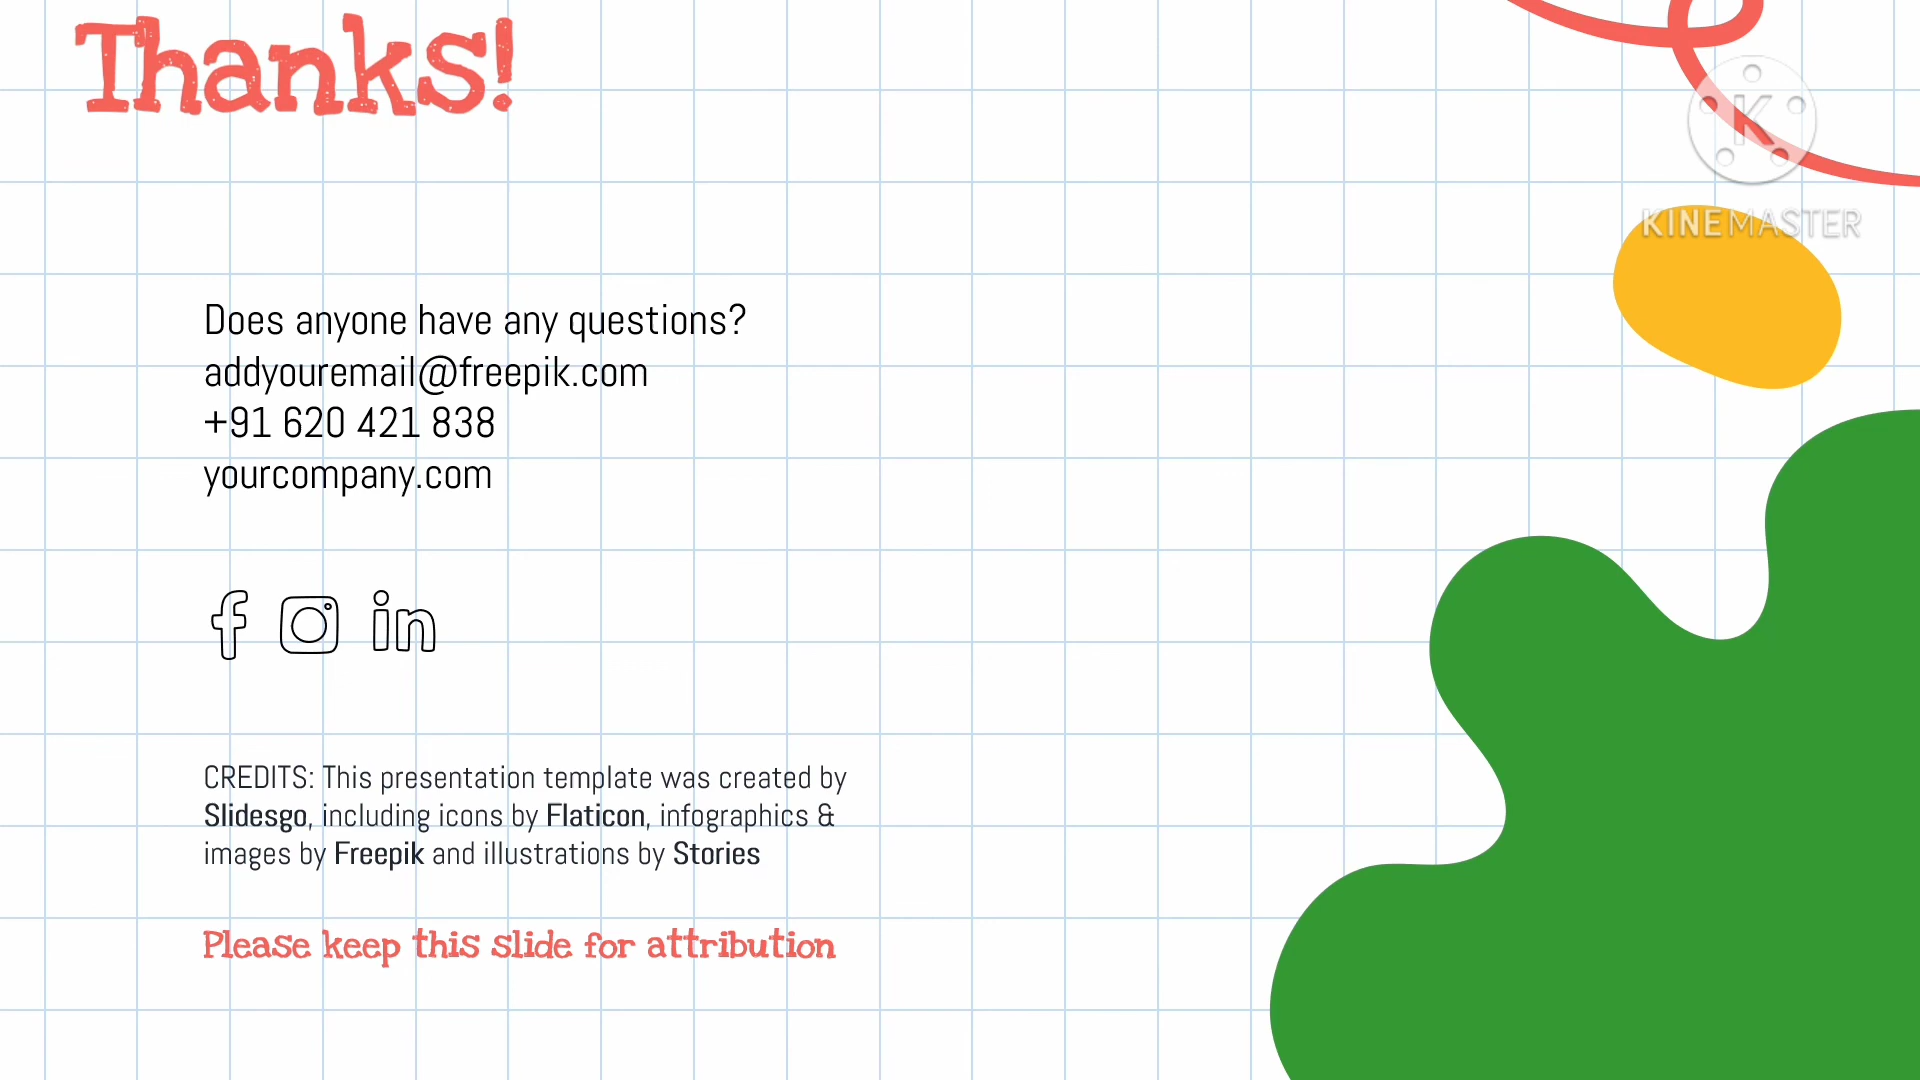 Thanks!
K
KINEMASTER
Does anyone have any questions?
addyouremail@freepik.com
+91 620 421 838
yourcompany.com
CREDITS: This presentation template was created by
Slidesgo, including icons by Flaticon, infographics &
images by Freepik and illustrations by Stories
Please keep this slide for attribution